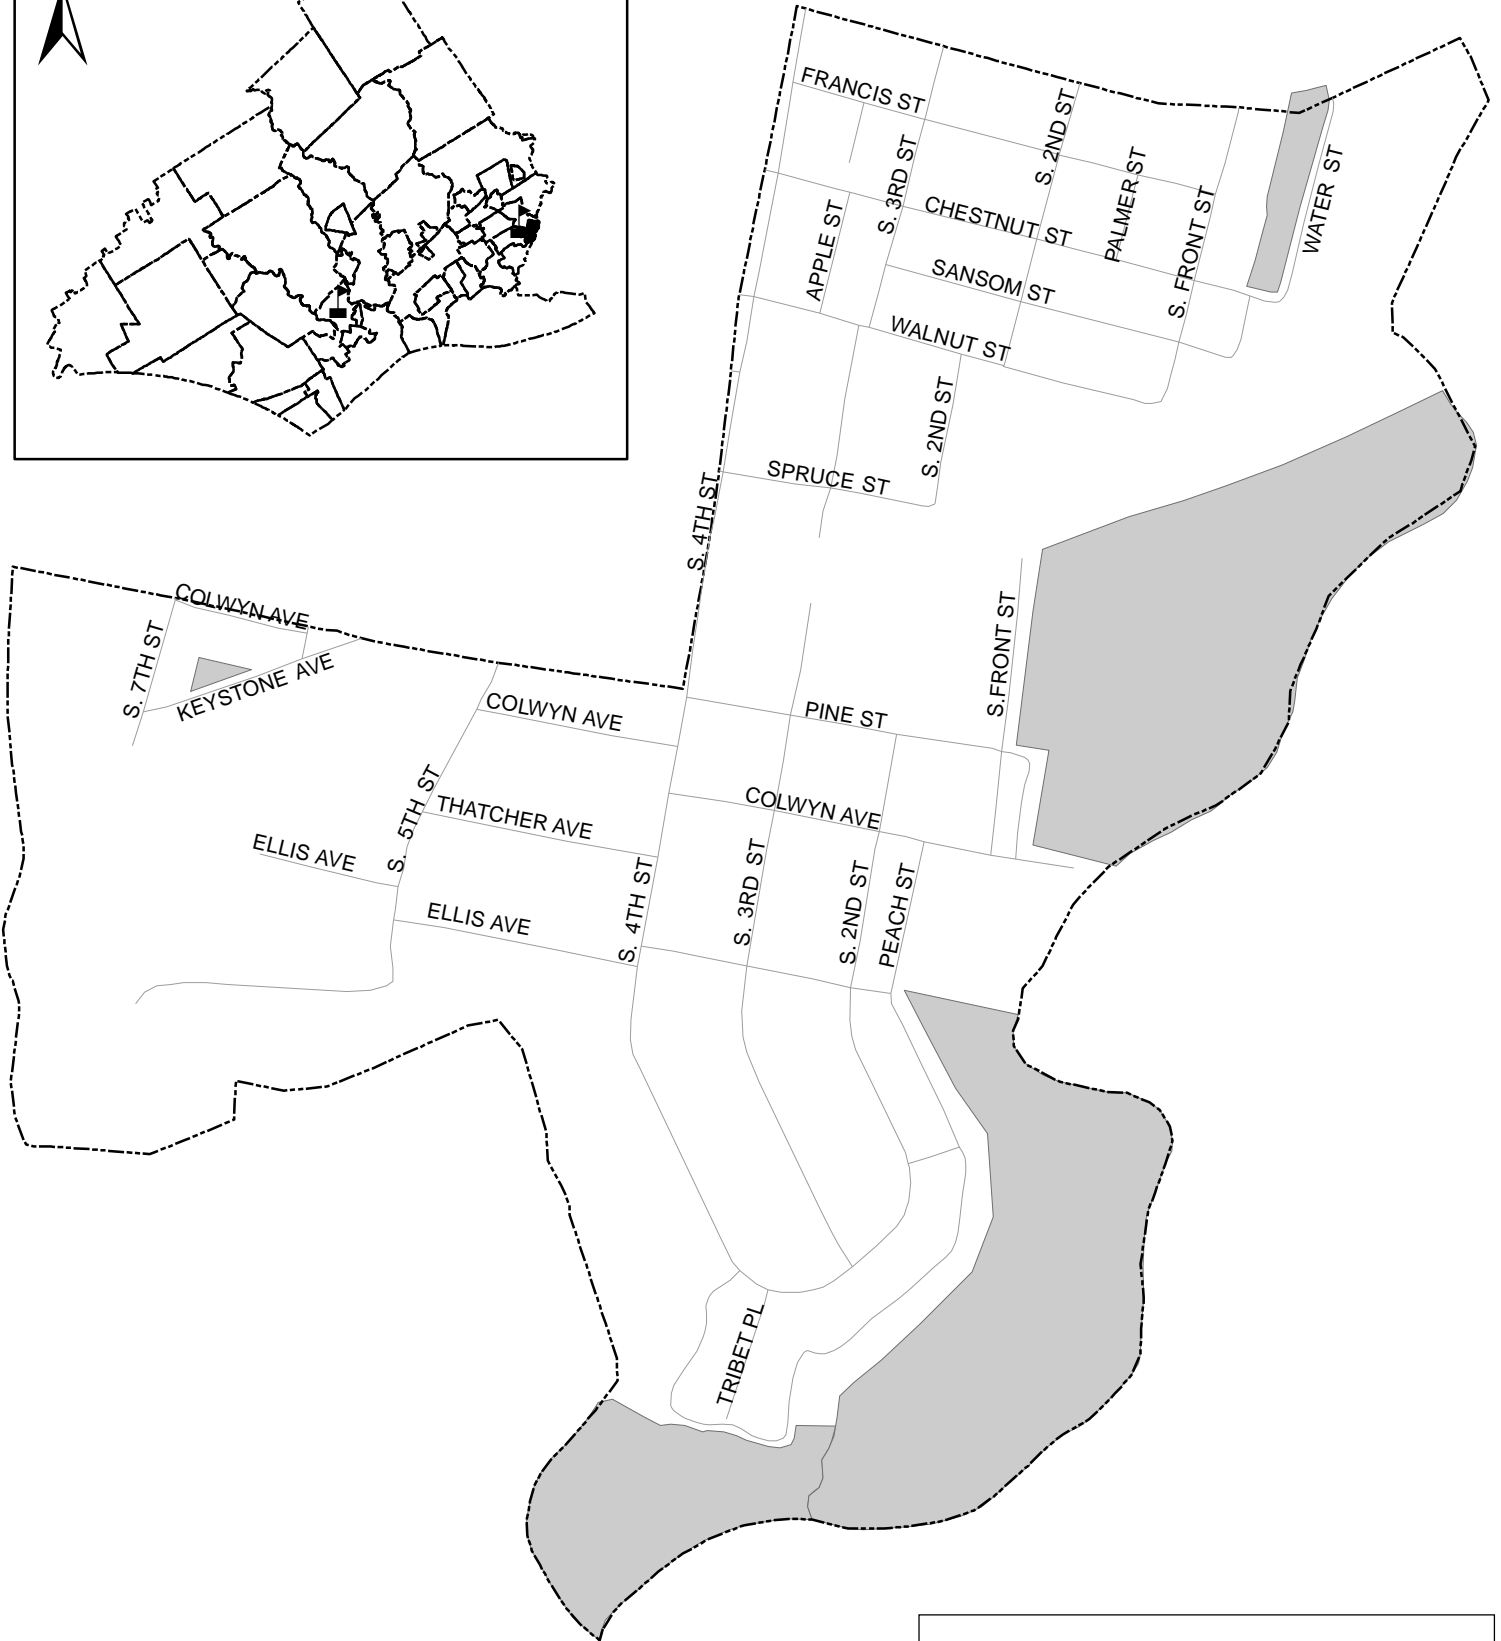 FRANCIS ST
S. 2ND ST
S. 3RD ST
PALMER ST
WATER ST
S. FRONT ST
APPLE ST
CHESTNUT ST
SANSOM ST
WALNUT ST
S. 2ND ST
SPRUCE ST
S. 4TH ST
COLWYN AVE
S. 7TH ST
KEYSTONE AVE
S.FRONT ST
COLWYN AVE
PINE ST
S. 5TH ST
THATCHER AVE
COLWYN AVE
ELLIS AVE
S. 4TH ST
S. 3RD ST
S. 2ND ST
PEACH ST
ELLIS AVE
TRIBET PL